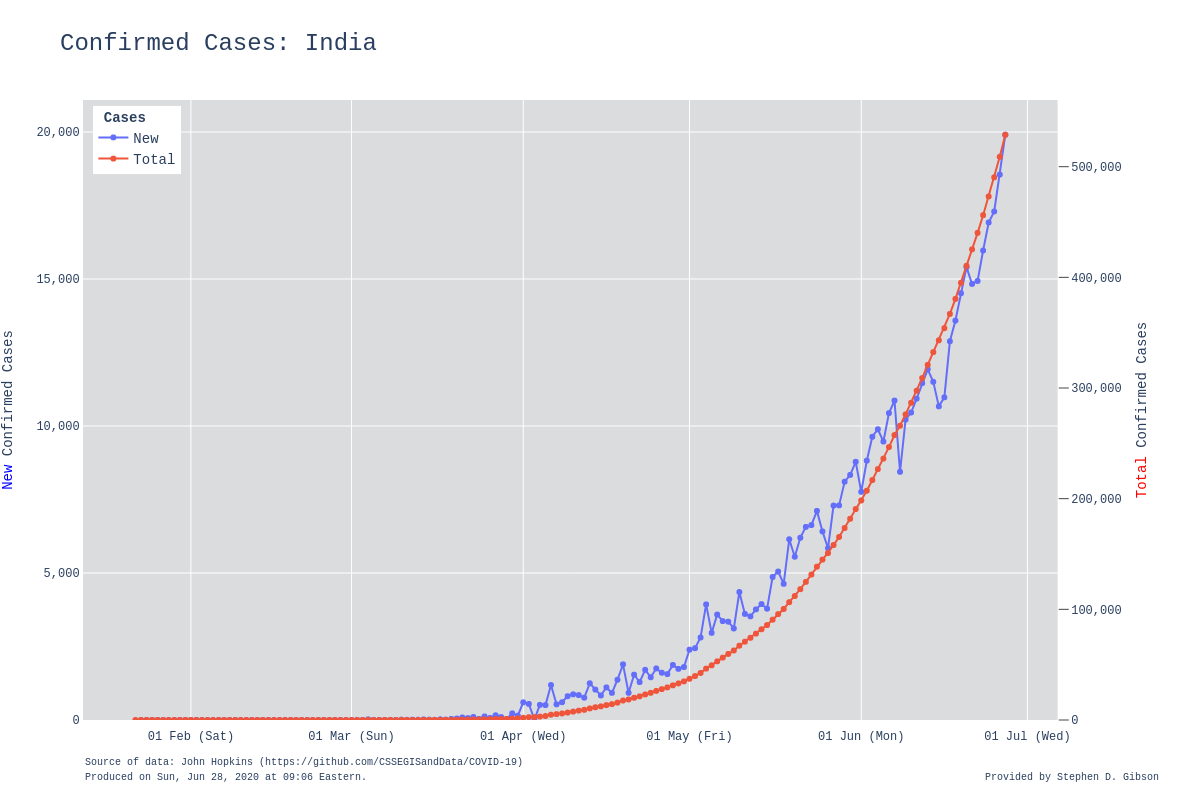 Confirmed Cases: India
Cases
New
Total
20,000
15,000
10,000
5,000
0
500,000
400,000
300,000
200,000
100,000
0
New Confirmed Cases
Total Confirmed Cases
01 Feb (Sat)
01 Mar (Sun)
01 Apr (Wed)
01 May (Fri)
01 Jun (Mon)
01 Jul (Wed)
Source of data: John Hopkins (https://github.com/CSSEGISandData/COVID-19)
Produced on Sun, Jun 28, 2020 at 09:06 Eastern.
Provided by Stephen D. Gibson